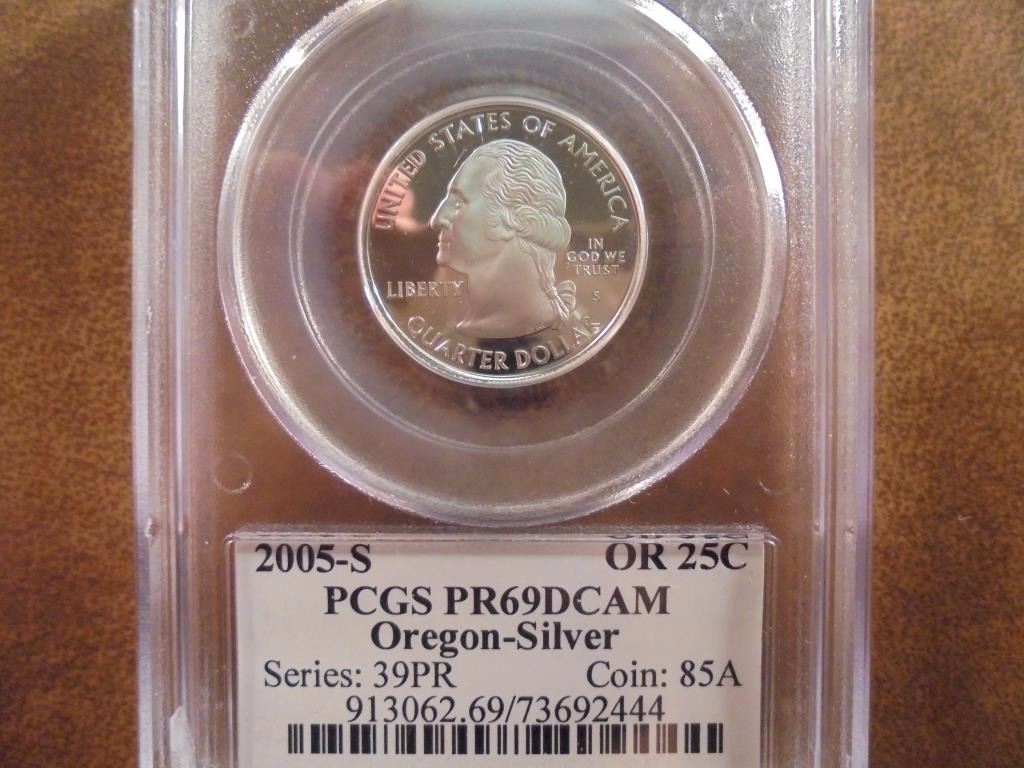 UNITED STATES OF AMERICA
IN
GOD WE
TRUST
LIBERTY
S
QUARTER DOLLAR
2005-S OR 25C
PCGS PR69DCAM
Oregon-Silver
Series: 39PR Coin: 85A
913062.69/73692444